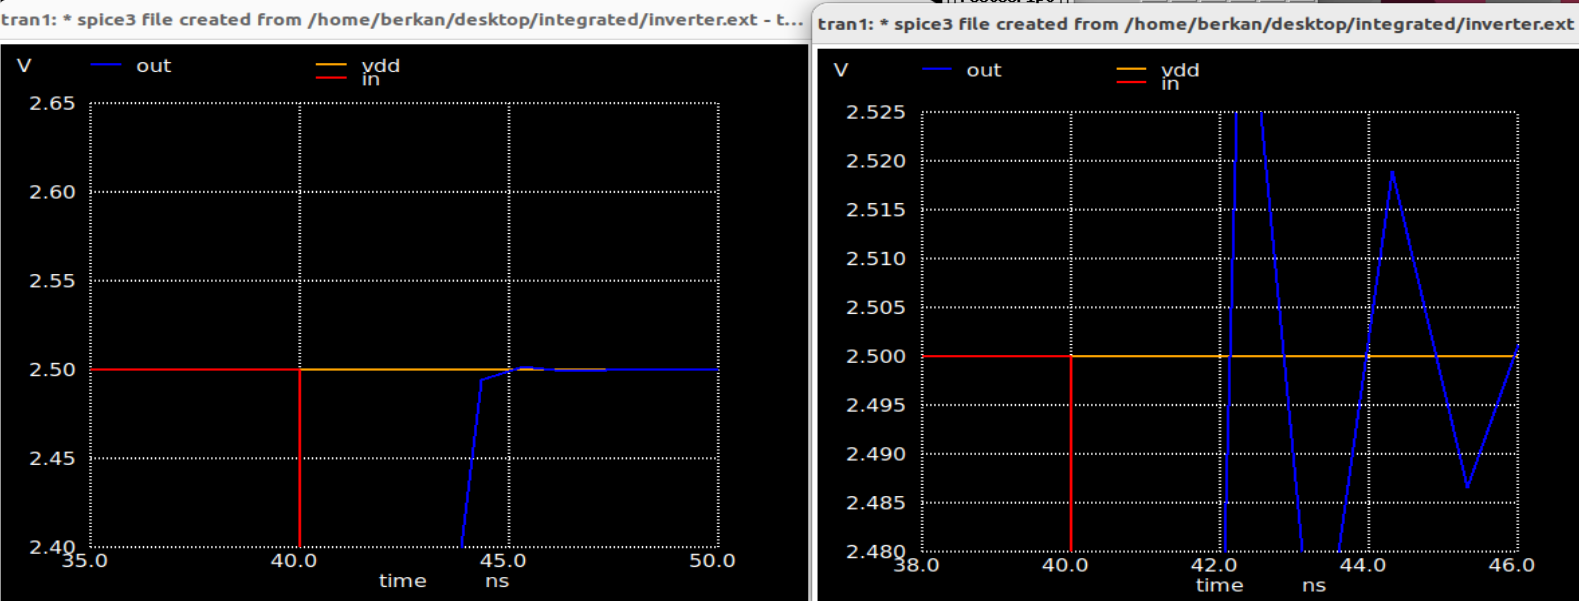 tran1: * spice3 file created from /home/berkan/desktop/integrated/inverter.ext - t...
V
out
vdd
in
2.65
2.60
2.55
2.50
2.45
2.40
35.0 40.0 45.0 50.0
time ns
tran1: * spice3 file created from /home/berkan/desktop/integrated/inverter.ext
V
out
vdd
in
2.525
2.520
2.515
2.510
2.505
2.500
2.495
2.490
2.485
2.480
38.0 40.0 42.0 44.0 46.0
time ns